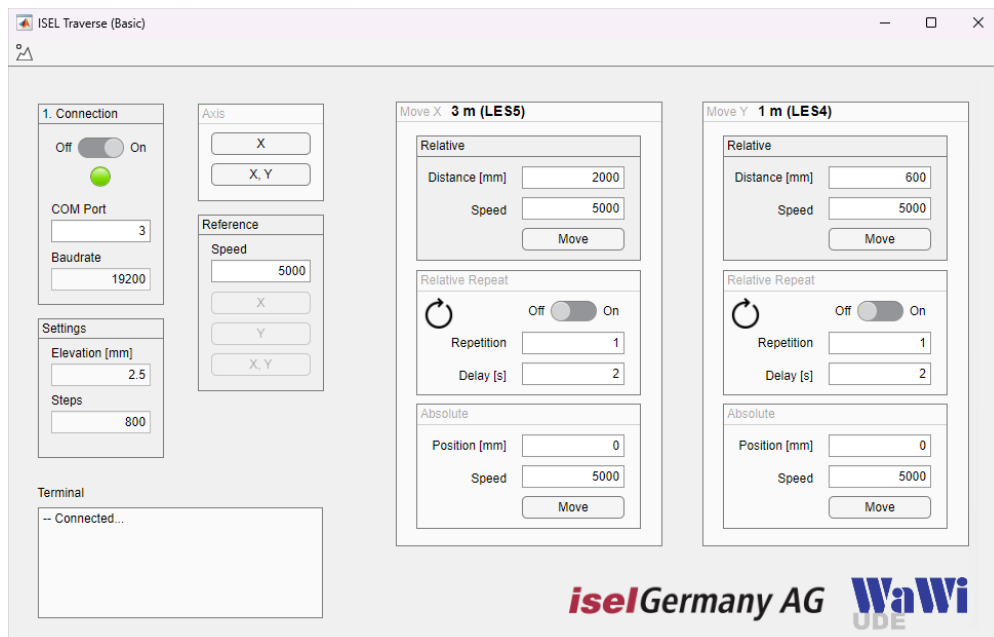 ISEL Traverse (Basic)
1. Connection
Off On
COM Port
3
Baudrate
19200
Settings
Elevation [mm]
2.5
Steps
800
Terminal
-- Connected...
Axis
X
X, Y
Reference
Speed
5000
X
Y
X, Y
Move X 3 m (LES5)
Relative
Distance [mm] 2000
Speed 5000
Move
Relative Repeat
Off On
Repetition 1
Delay [s] 2
Absolute
Position [mm] 0
Speed 5000
Move
Move Y 1 m (LES4)
Relative
Distance [mm] 600
Speed 5000
Move
Relative Repeat
Off On
Repetition 1
Delay [s] 2
Absolute
Position [mm] 0
Speed 5000
Move
isel Germany AG
WaWi
UDE